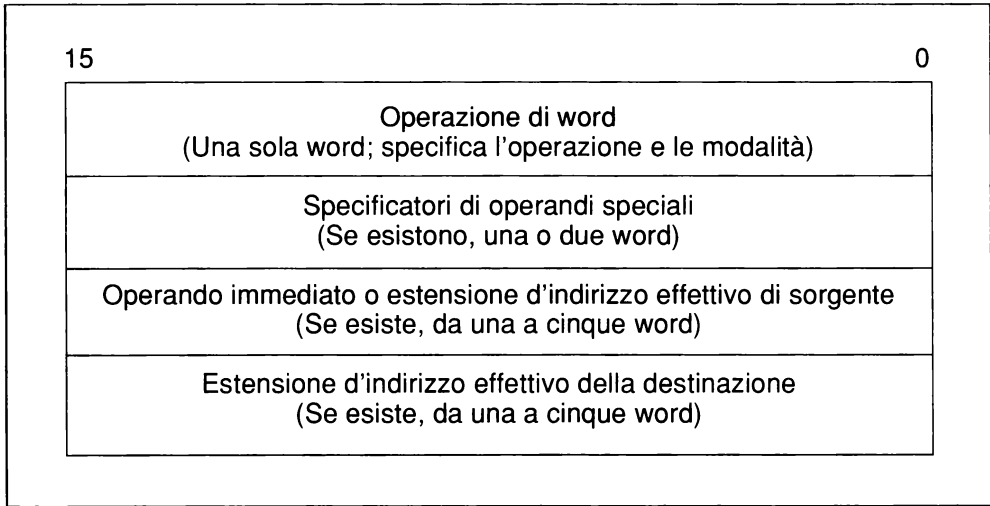 15 0
Operazione di word
(Una sola word; specifica l'operazione e le modalità)
Specificatori di operandi speciali
(Se esistono, una o due word)
Operando immediato o estensione d'indirizzo effettivo di sorgente
(Se esiste, da una a cinque word)
Estensione d'indirizzo effettivo della destinazione
(Se esiste, da una a cinque word)